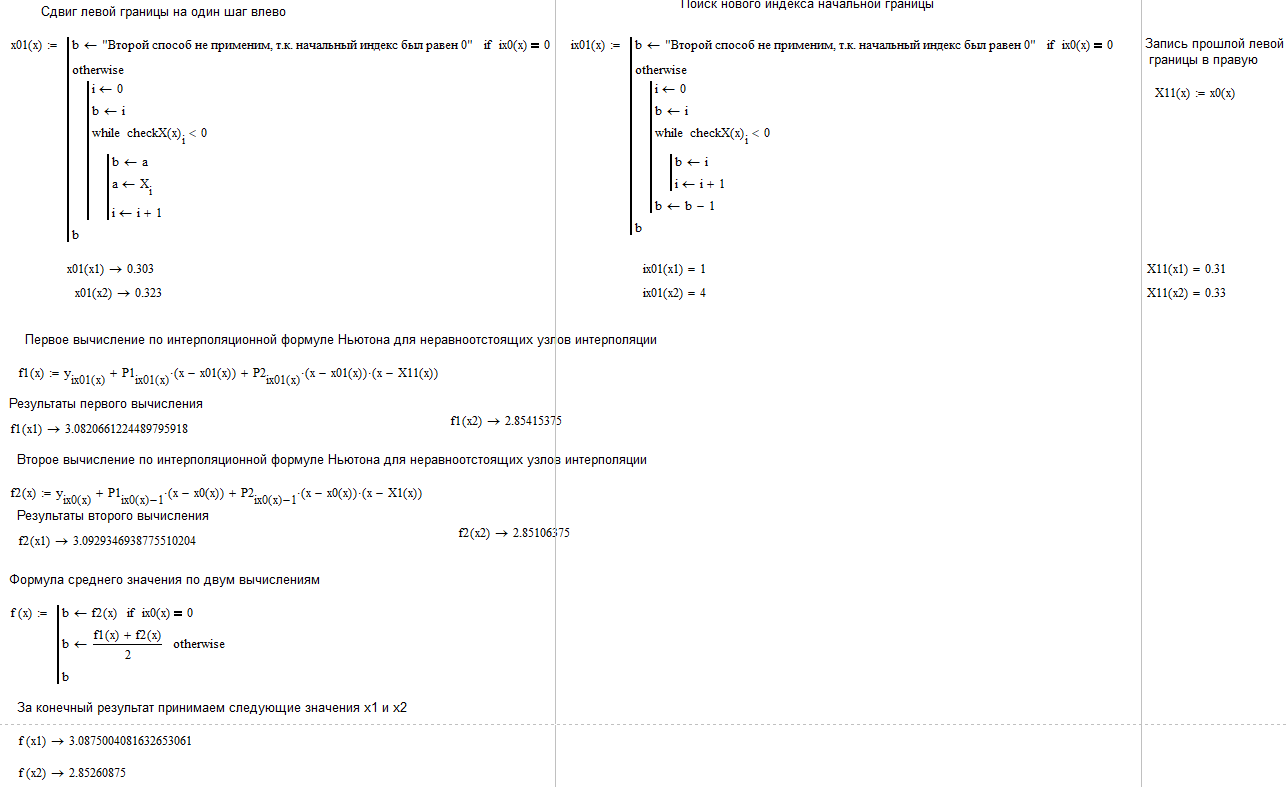 Сдвиг левой границы на один шаг влево
Поиск нового индекса начальной границы
x01(x) := b ← "Второй способ не применим, т.к. начальный индекс был равен 0" if ix0(x) = 0
otherwise
i ← 0
b ← i
while checkX(x)i < 0
b ← a
a ← Xi
i ← i + 1
b
x01(x1) → 0.303
x01(x2) → 0.323
ix01(x) := b ← "Второй способ не применим, т.к. начальный индекс был равен 0" if ix0(x) = 0
otherwise
i ← 0
b ← i
while checkX(x)i < 0
b ← i
i ← i + 1
b ← b − 1
b
ix01(x1) = 1
ix01(x2) = 4
Запись прошлой левой
границы в правую
X11(x) := x0(x)
X11(x1) = 0.31
X11(x2) = 0.33
Первое вычисление по интерполяционной формуле Ньютона для неравноотстоящих узлов интерполяции
f1(x) := yix01(x) + P1ix01(x)·(x − x01(x)) + P2ix01(x)·(x − x01(x))·(x − X11(x))
Результаты первого вычисления
f1(x1) → 3.0820661224489795918
f1(x2) → 2.85415375
Второе вычисление по интерполяционной формуле Ньютона для неравноотстоящих узлов интерполяции
f2(x) := yix0(x) + P1ix0(x)−1·(x − x0(x)) + P2ix0(x)−1·(x − x0(x))·(x − X1(x))
Результаты второго вычисления
f2(x1) → 3.0929346938775510204
f2(x2) → 2.85106375
Формула среднего значения по двум вычислениям
f(x) := b ← f2(x) if ix0(x) = 0
b ← f1(x) + f2(x)
2
otherwise
b
За конечный результат принимаем следующие значения x1 и x2
f(x1) → 3.0875004081632653061
f(x2) → 2.85260875